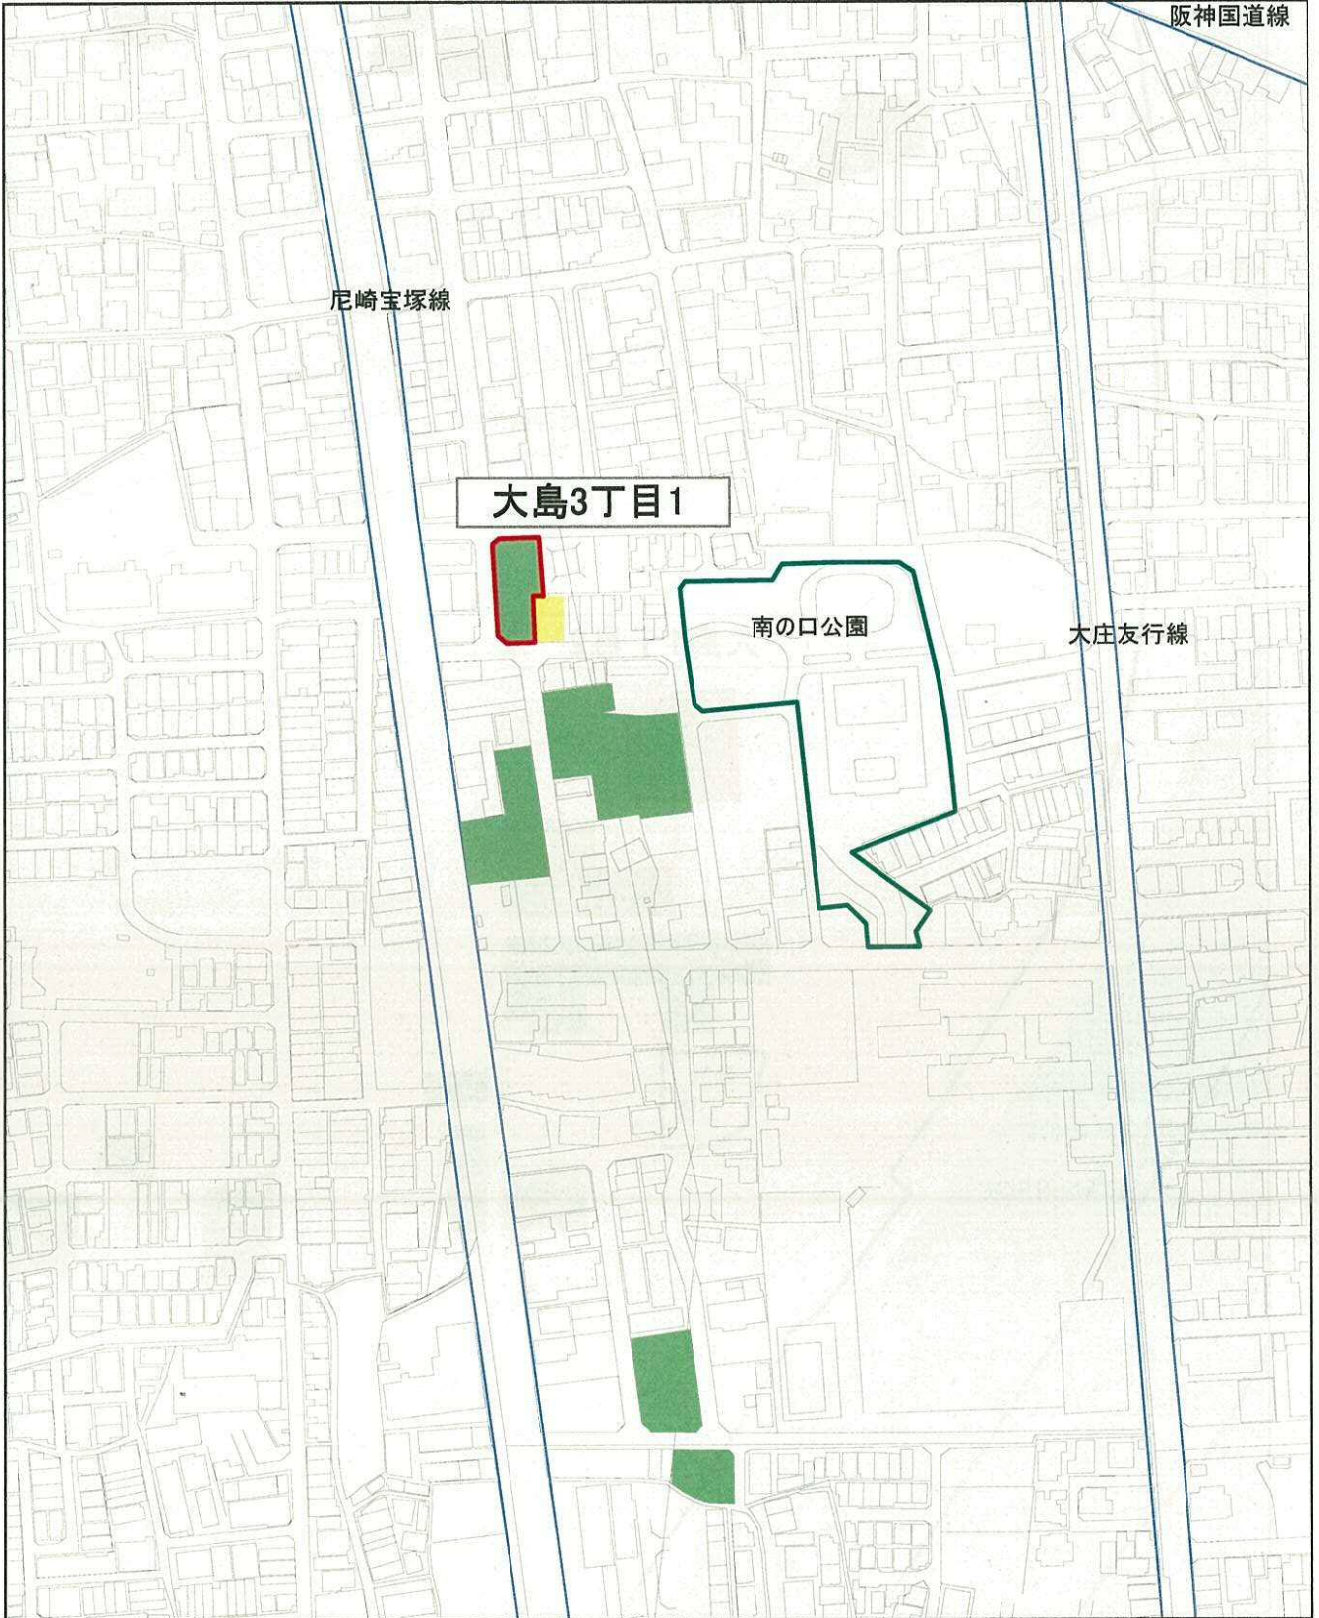 阪神国道線
尼崎宝塚線
大島3丁目1
南の口公園
大庄友行線